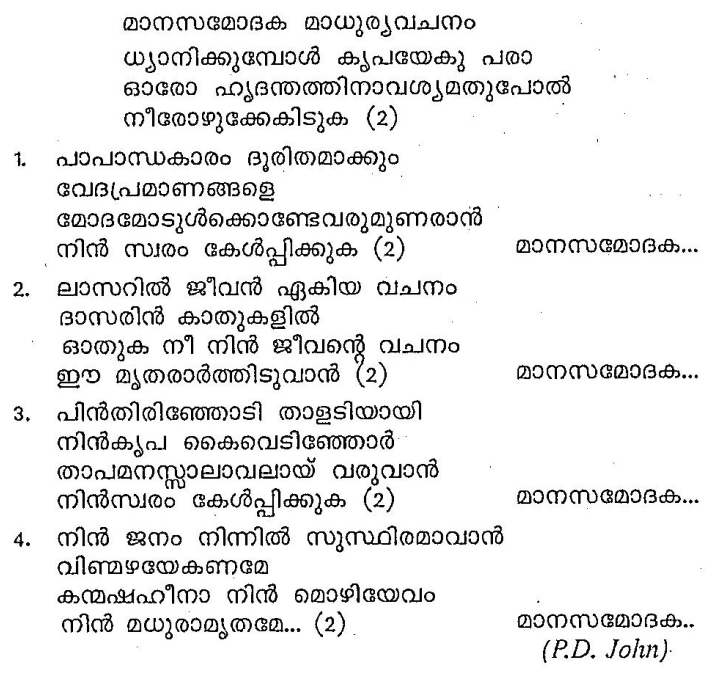 മാനസമോദക മാധുര്യവചനം
ധ്യാനിക്കുമ്പോൾ കൃപയേകു പരാ
ഓരോ ഹൃദന്തത്തിനാവശ്യമതുപോൽ
നീരോഴുക്കേകിടുക (2)
1. പാപാന്ധകാരം ദൂരിതമാക്കും
വേദപ്രമാണങ്ങളെ
മോദമോടുൾക്കൊണ്ടേവരുമുണരാൻ
നിൻ സ്വരം കേൾപ്പിക്കുക (2) മാനസമോദക...
2. ലാസറിൽ ജീവൻ ഏകിയ വചനം
ദാസരിൻ കാതുകളിൽ
ഓതുക നീ നിൻ ജീവന്റെ വചനം
ഈ മൃതരാർത്തിടുവാൻ (2) മാനസമോദക...
3. പിൻതിരിഞ്ഞോടി താളടിയായി
നിൻകൃപ കൈവെടിഞ്ഞോർ
താപമനസ്സാലാവലായ് വരുവാൻ
നിൻസ്വരം കേൾപ്പിക്കുക (2) മാനസമോദക...
4. നിൻ ജനം നിന്നിൽ സുസ്ഥിരമാവാൻ
വിണ്മഴയേകണമേ
കന്മഷഹീനാ നിൻ മൊഴിയേവം
നിൻ മധുരാമൃതമേ... (2) മാനസമോദക..
(P.D. John)